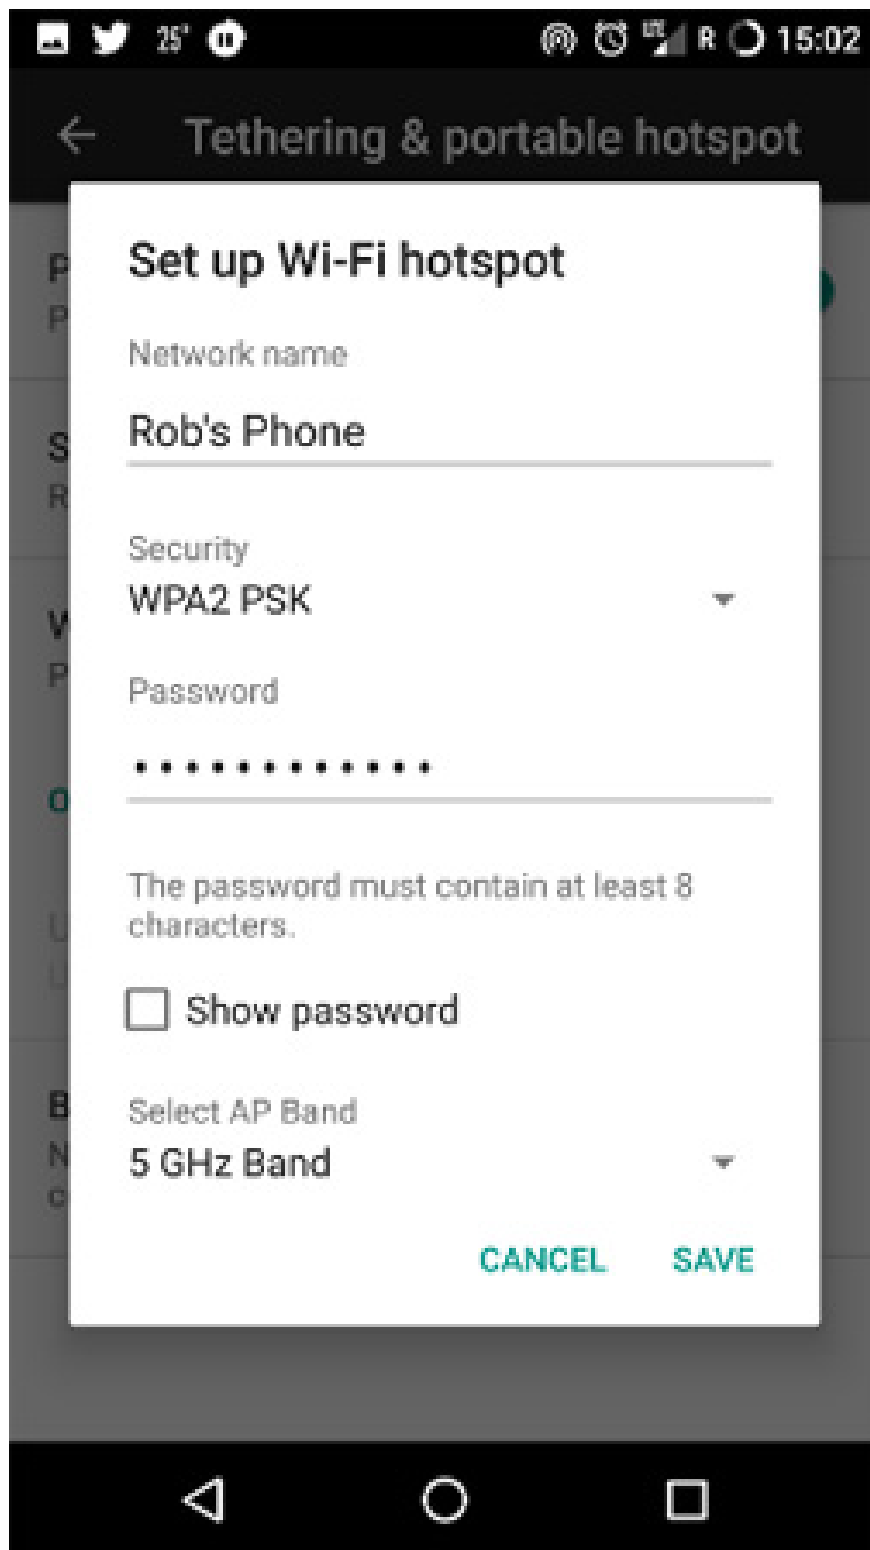 25° LTE R 15:02
Tethering & portable hotspot
Set up Wi-Fi hotspot
Network name
Rob's Phone
Security
WPA2 PSK
Password
The password must contain at least 8
characters.
Show password
Select AP Band
5 GHz Band
CANCEL SAVE